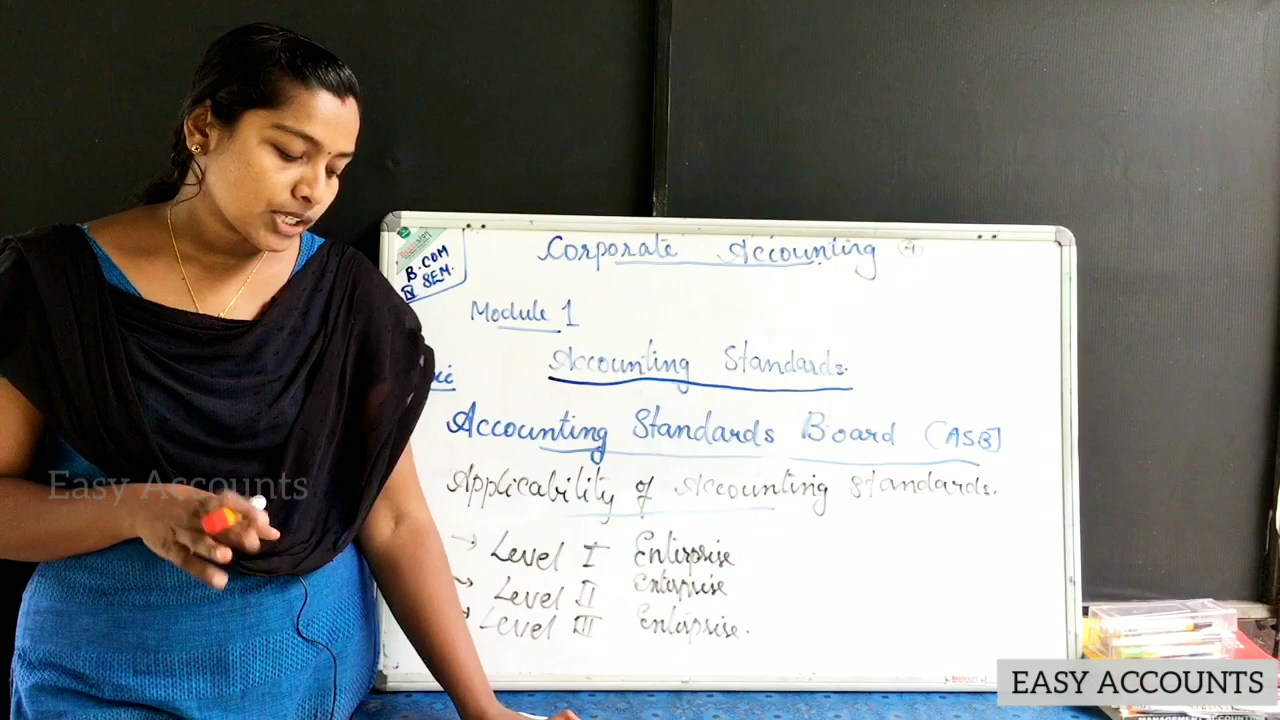 Corporate Accounting 4
B.COM
IV SEM.
Module 1
Accounting Standards.
Accounting Standards Board (ASB)
Applicability of Accounting Standards.
→ Level I Enterprise
→ Level II Enterprise
→ Level III Enterprise.
Easy Accounts
EASY ACCOUNTS